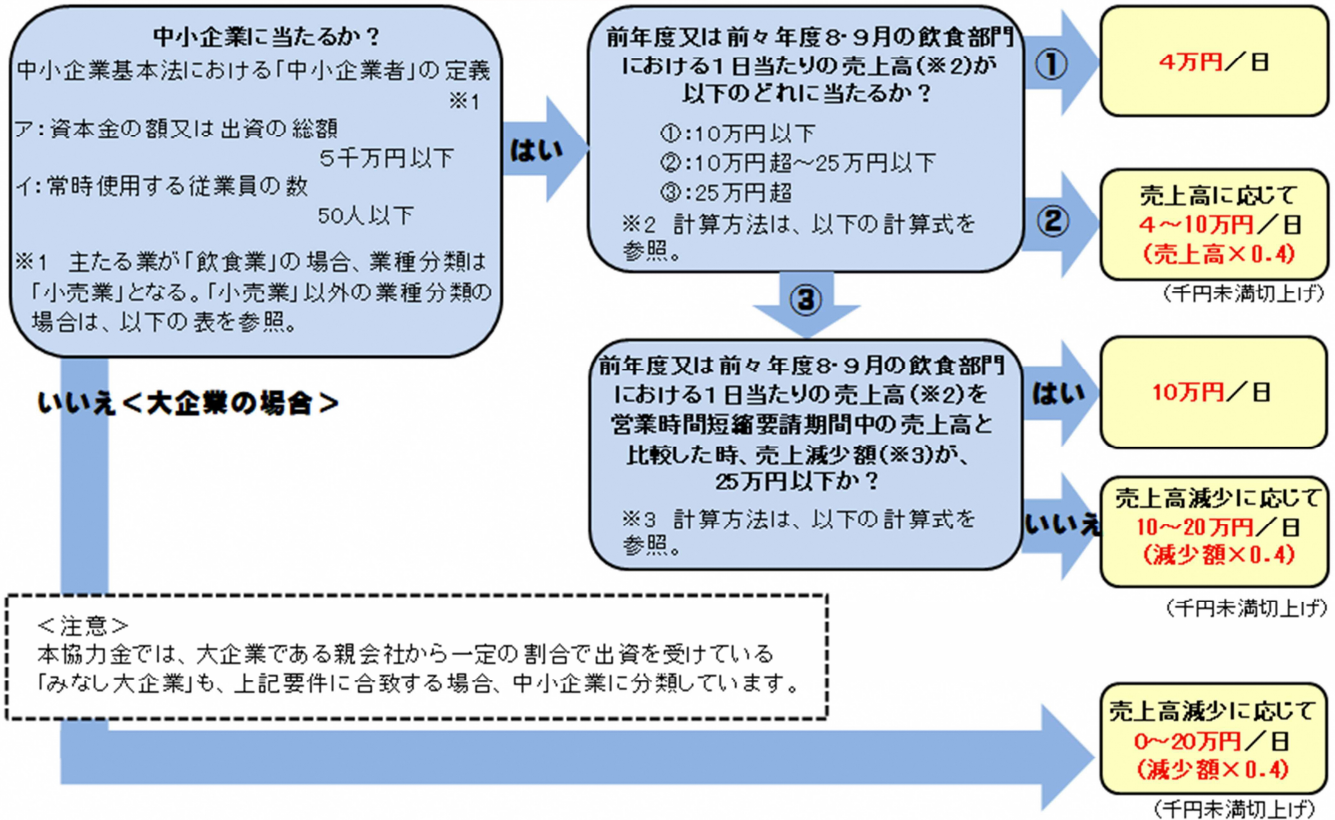 中小企業に当たるか？
中小企業基本法における「中小企業者」の定義
※1
ア：資本金の額又は出資の総額
５千万円以下
イ：常時使用する従業員の数
50人以下
※1　主たる業が「飲食業」の場合、業種分類は
「小売業」となる。「小売業」以外の業種分類の
場合は、以下の表を参照。
はい
前年度又は前々年度8・9月の飲食部門
における1日当たりの売上高(※2)が
以下のどれに当たるか？
①：10万円以下
②：10万円超～25万円以下
③：25万円超
※2　計算方法は、以下の計算式を
参照。
①
4万円／日
②
売上高に応じて
4～10万円／日
(売上高×0.4)
(千円未満切上げ)
③
前年度又は前々年度8・9月の飲食部門
における1日当たりの売上高(※2)を
営業時間短縮要請期間中の売上高と
比較した時、売上減少額(※3)が、
25万円以下か？
※3　計算方法は、以下の計算式を
参照。
はい
10万円／日
いいえ
売上高減少に応じて
10～20万円／日
(減少額×0.4)
(千円未満切上げ)
いいえ＜大企業の場合＞
＜注意＞
本協力金では、大企業である親会社から一定の割合で出資を受けている
「みなし大企業」も、上記要件に合致する場合、中小企業に分類しています。
売上高減少に応じて
0～20万円／日
(減少額×0.4)
(千円未満切上げ)